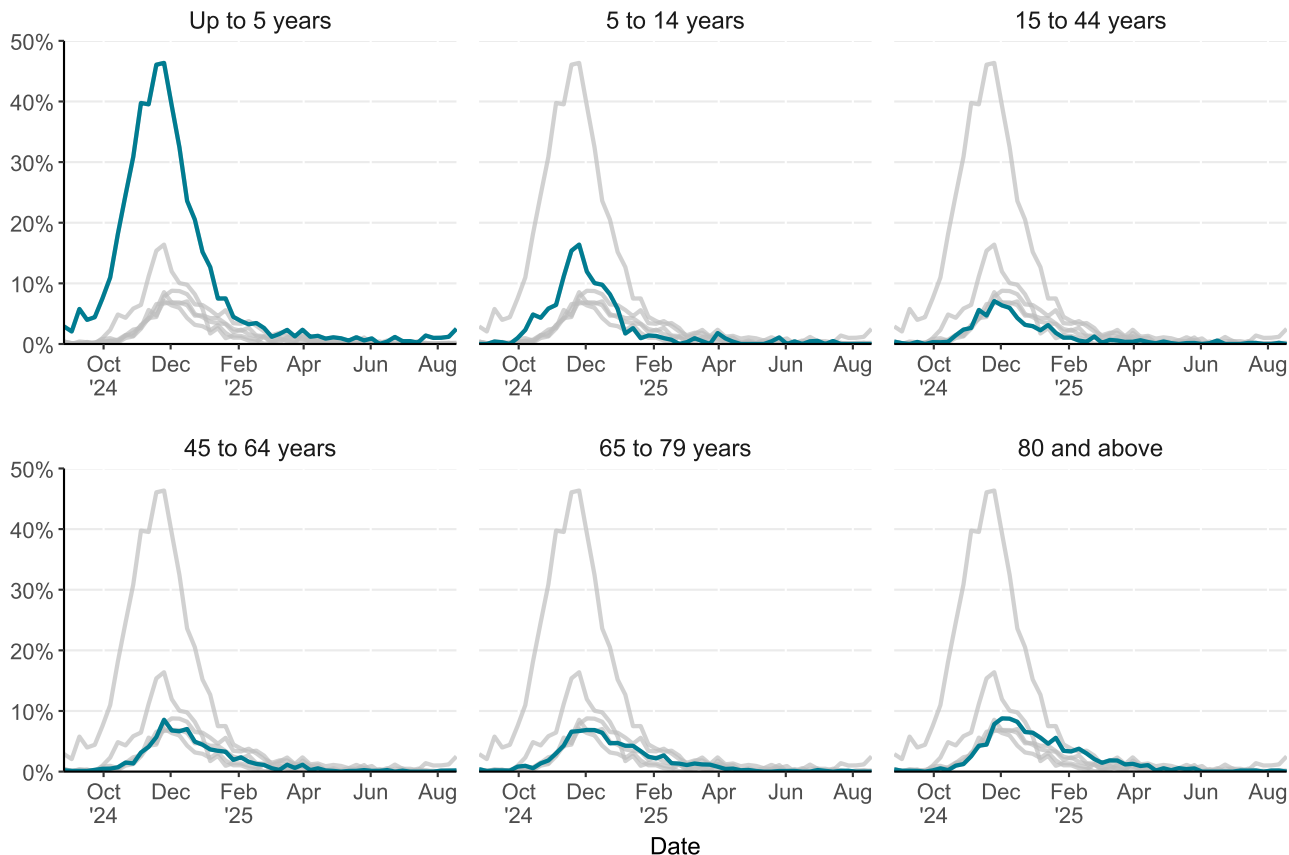 Up to 5 years
5 to 14 years
15 to 44 years
50%
40%
30%
20%
10%
0%
Oct Dec Feb Apr Jun Aug
'24 '25
Oct Dec Feb Apr Jun Aug
'24 '25
Oct Dec Feb Apr Jun Aug
'24 '25
45 to 64 years
65 to 79 years
80 and above
50%
40%
30%
20%
10%
0%
Oct Dec Feb Apr Jun Aug
'24 '25
Oct Dec Feb Apr Jun Aug
'24 '25
Oct Dec Feb Apr Jun Aug
'24 '25
Date